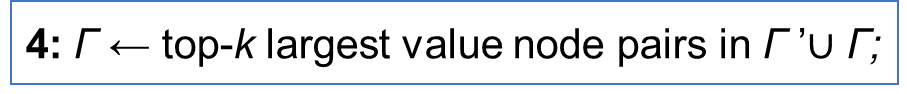 4: Γ ← top-k largest value node pairs in Γ’∪ Γ;